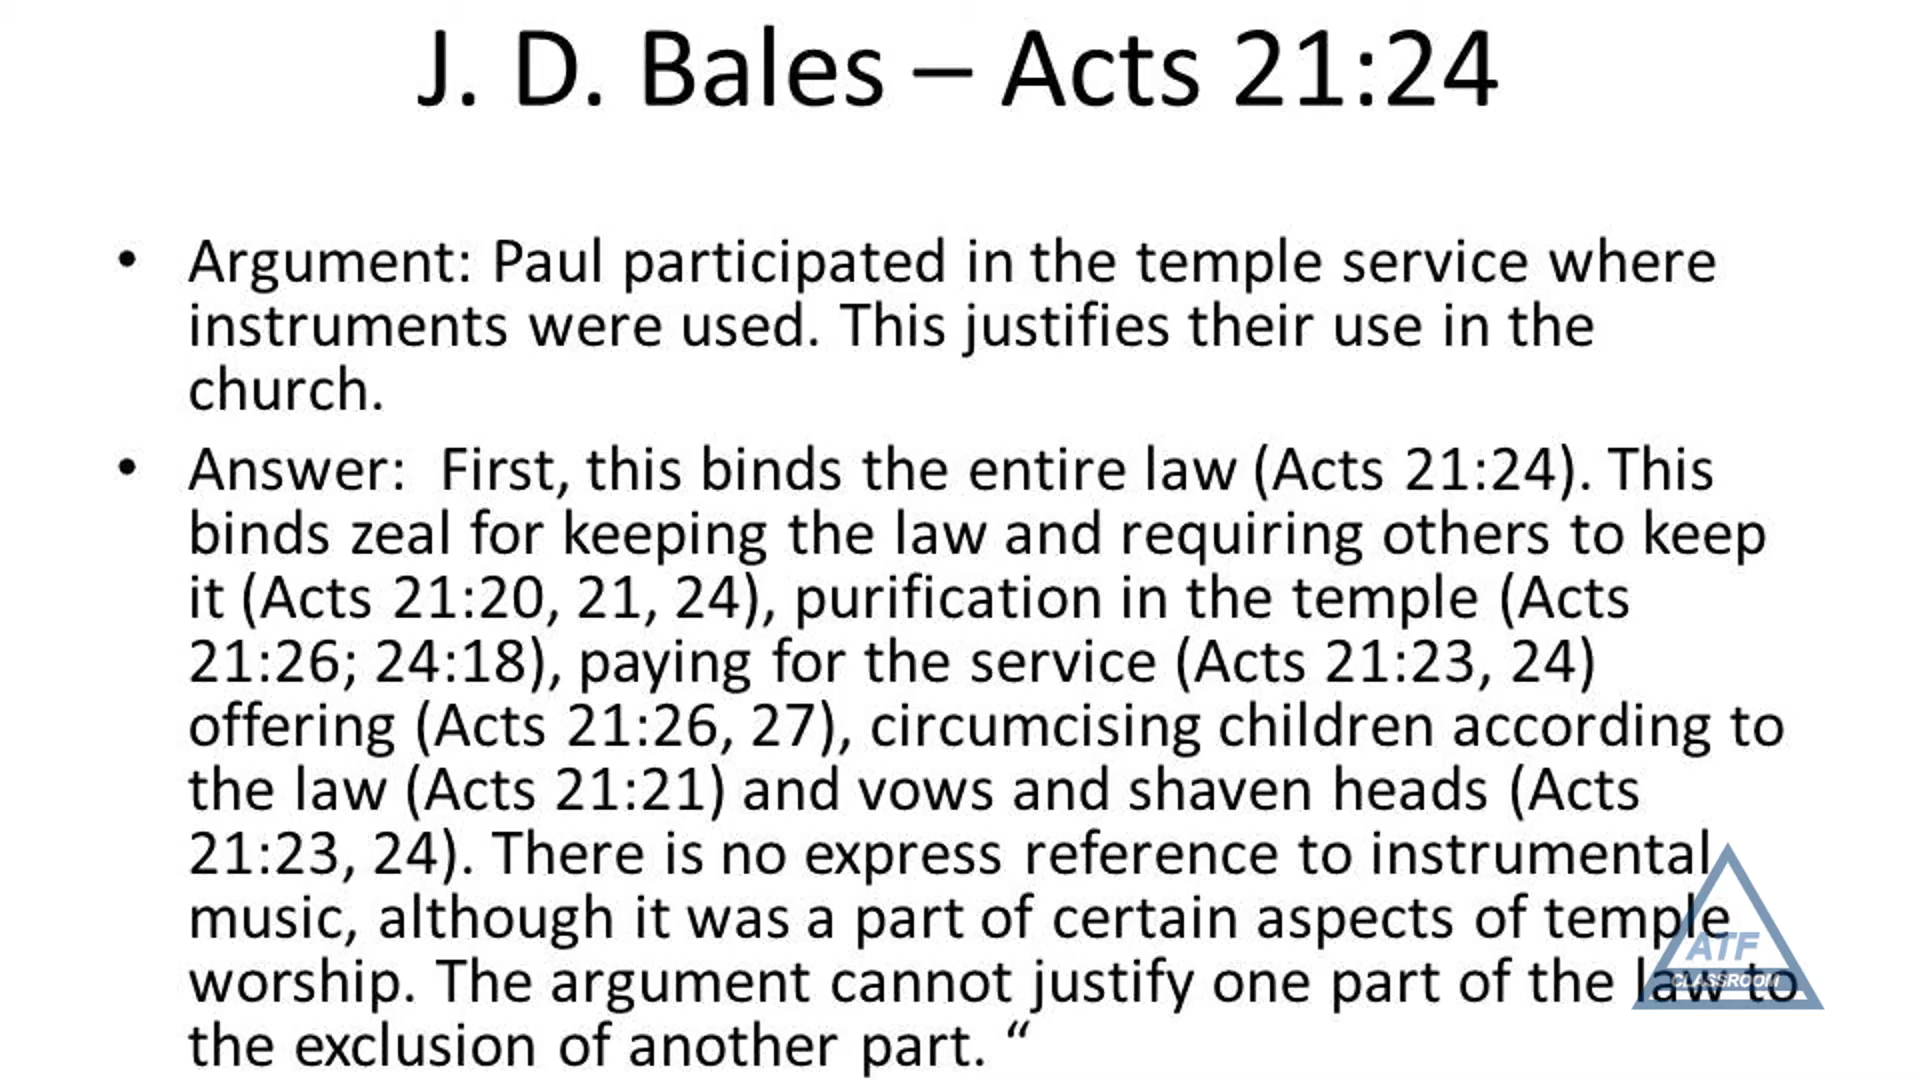 J. D. Bales – Acts 21:24
• Argument: Paul participated in the temple service where
instruments were used. This justifies their use in the
church.
• Answer:  First, this binds the entire law (Acts 21:24). This
binds zeal for keeping the law and requiring others to keep
it (Acts 21:20, 21, 24), purification in the temple (Acts
21:26; 24:18), paying for the service (Acts 21:23, 24)
offering (Acts 21:26, 27), circumcising children according to
the law (Acts 21:21) and vows and shaven heads (Acts
21:23, 24). There is no express reference to instrumental
music, although it was a part of certain aspects of temple
worship. The argument cannot justify one part of the law to
the exclusion of another part. “
ATF
CLASSROOM